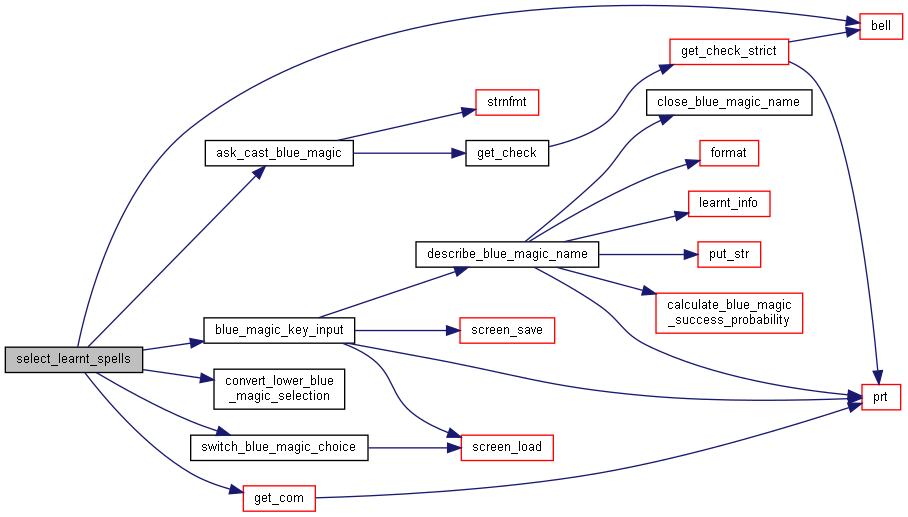 bell
get_check_strict
close_blue_magic_name
strnfmt
ask_cast_blue_magic
get_check
format
learnt_info
describe_blue_magic_name
put_str
calculate_blue_magic
_success_probability
blue_magic_key_input
screen_save
select_learnt_spells
convert_lower_blue
_magic_selection
prt
switch_blue_magic_choice
screen_load
get_com